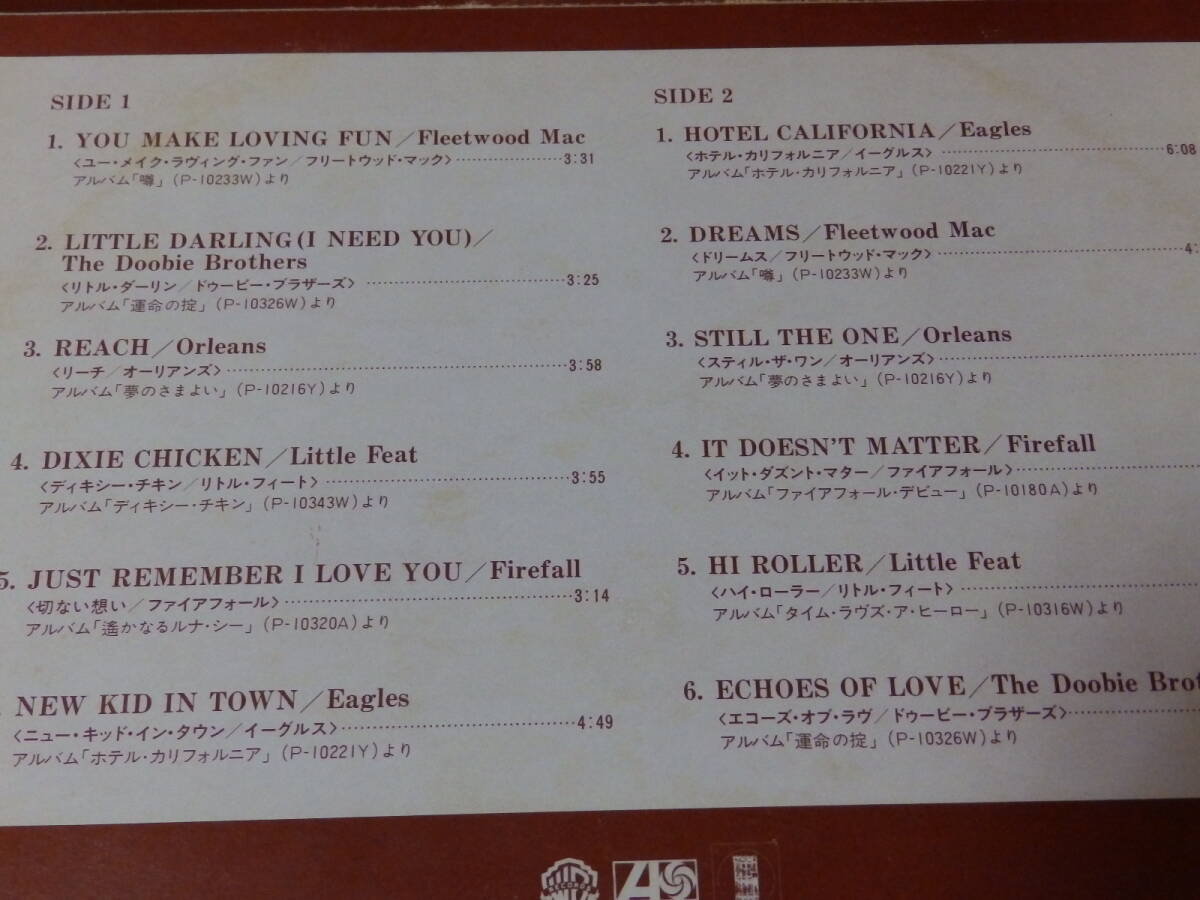 SIDE 1
1. YOU MAKE LOVING FUN/Fleetwood Mac
〈ユー・メイク・ラヴィング・ファン/フリートウッド・マック〉………………3:31
アルバム「噂」(P-10233W)より
2. LITTLE DARLING(I NEED YOU)/
The Doobie Brothers
〈リトル・ダーリン/ドゥービー・ブラザーズ〉………………3:25
アルバム「運命の掟」(P-10326W)より
3. REACH/Orleans
〈リーチ/オーリアンズ〉………………3:58
アルバム「夢のさまよい」(P-10216Y)より
4. DIXIE CHICKEN/Little Feat
〈ディキシー・チキン/リトル・フィート〉………………3:55
アルバム「ディキシー・チキン」(P-10343W)より
5. JUST REMEMBER I LOVE YOU/Firefall
〈切ない想い/ファイアフォール〉………………3:14
アルバム「遙かなるルナ・シー」(P-10320A)より
NEW KID IN TOWN/Eagles
〈ニュー・キッド・イン・タウン/イーグルス〉………………4:49
アルバム「ホテル・カリフォルニア」(P-10221Y)より
SIDE 2
1. HOTEL CALIFORNIA/Eagles
〈ホテル・カリフォルニア/イーグルス〉………………6:08
アルバム「ホテル・カリフォルニア」(P-10221Y)より
2. DREAMS/Fleetwood Mac
〈ドリームス/フリートウッド・マック〉………………4:
アルバム「噂」(P-10233W)より
3. STILL THE ONE/Orleans
〈スティル・ザ・ワン/オーリアンズ〉………………
アルバム「夢のさまよい」(P-10216Y)より
4. IT DOESN'T MATTER/Firefall
〈イット・ダズント・マター/ファイアフォール〉………………
アルバム「ファイアフォール・デビュー」(P-10180A)より
5. HI ROLLER/Little Feat
〈ハイ・ローラー/リトル・フィート〉………………
アルバム「タイム・ラヴズ・ア・ヒーロー」(P-10316W)より
6. ECHOES OF LOVE/The Doobie Brot
〈エコーズ・オブ・ラヴ/ドゥービー・ブラザーズ〉………………
アルバム「運命の掟」(P-10326W)より
RECORDS